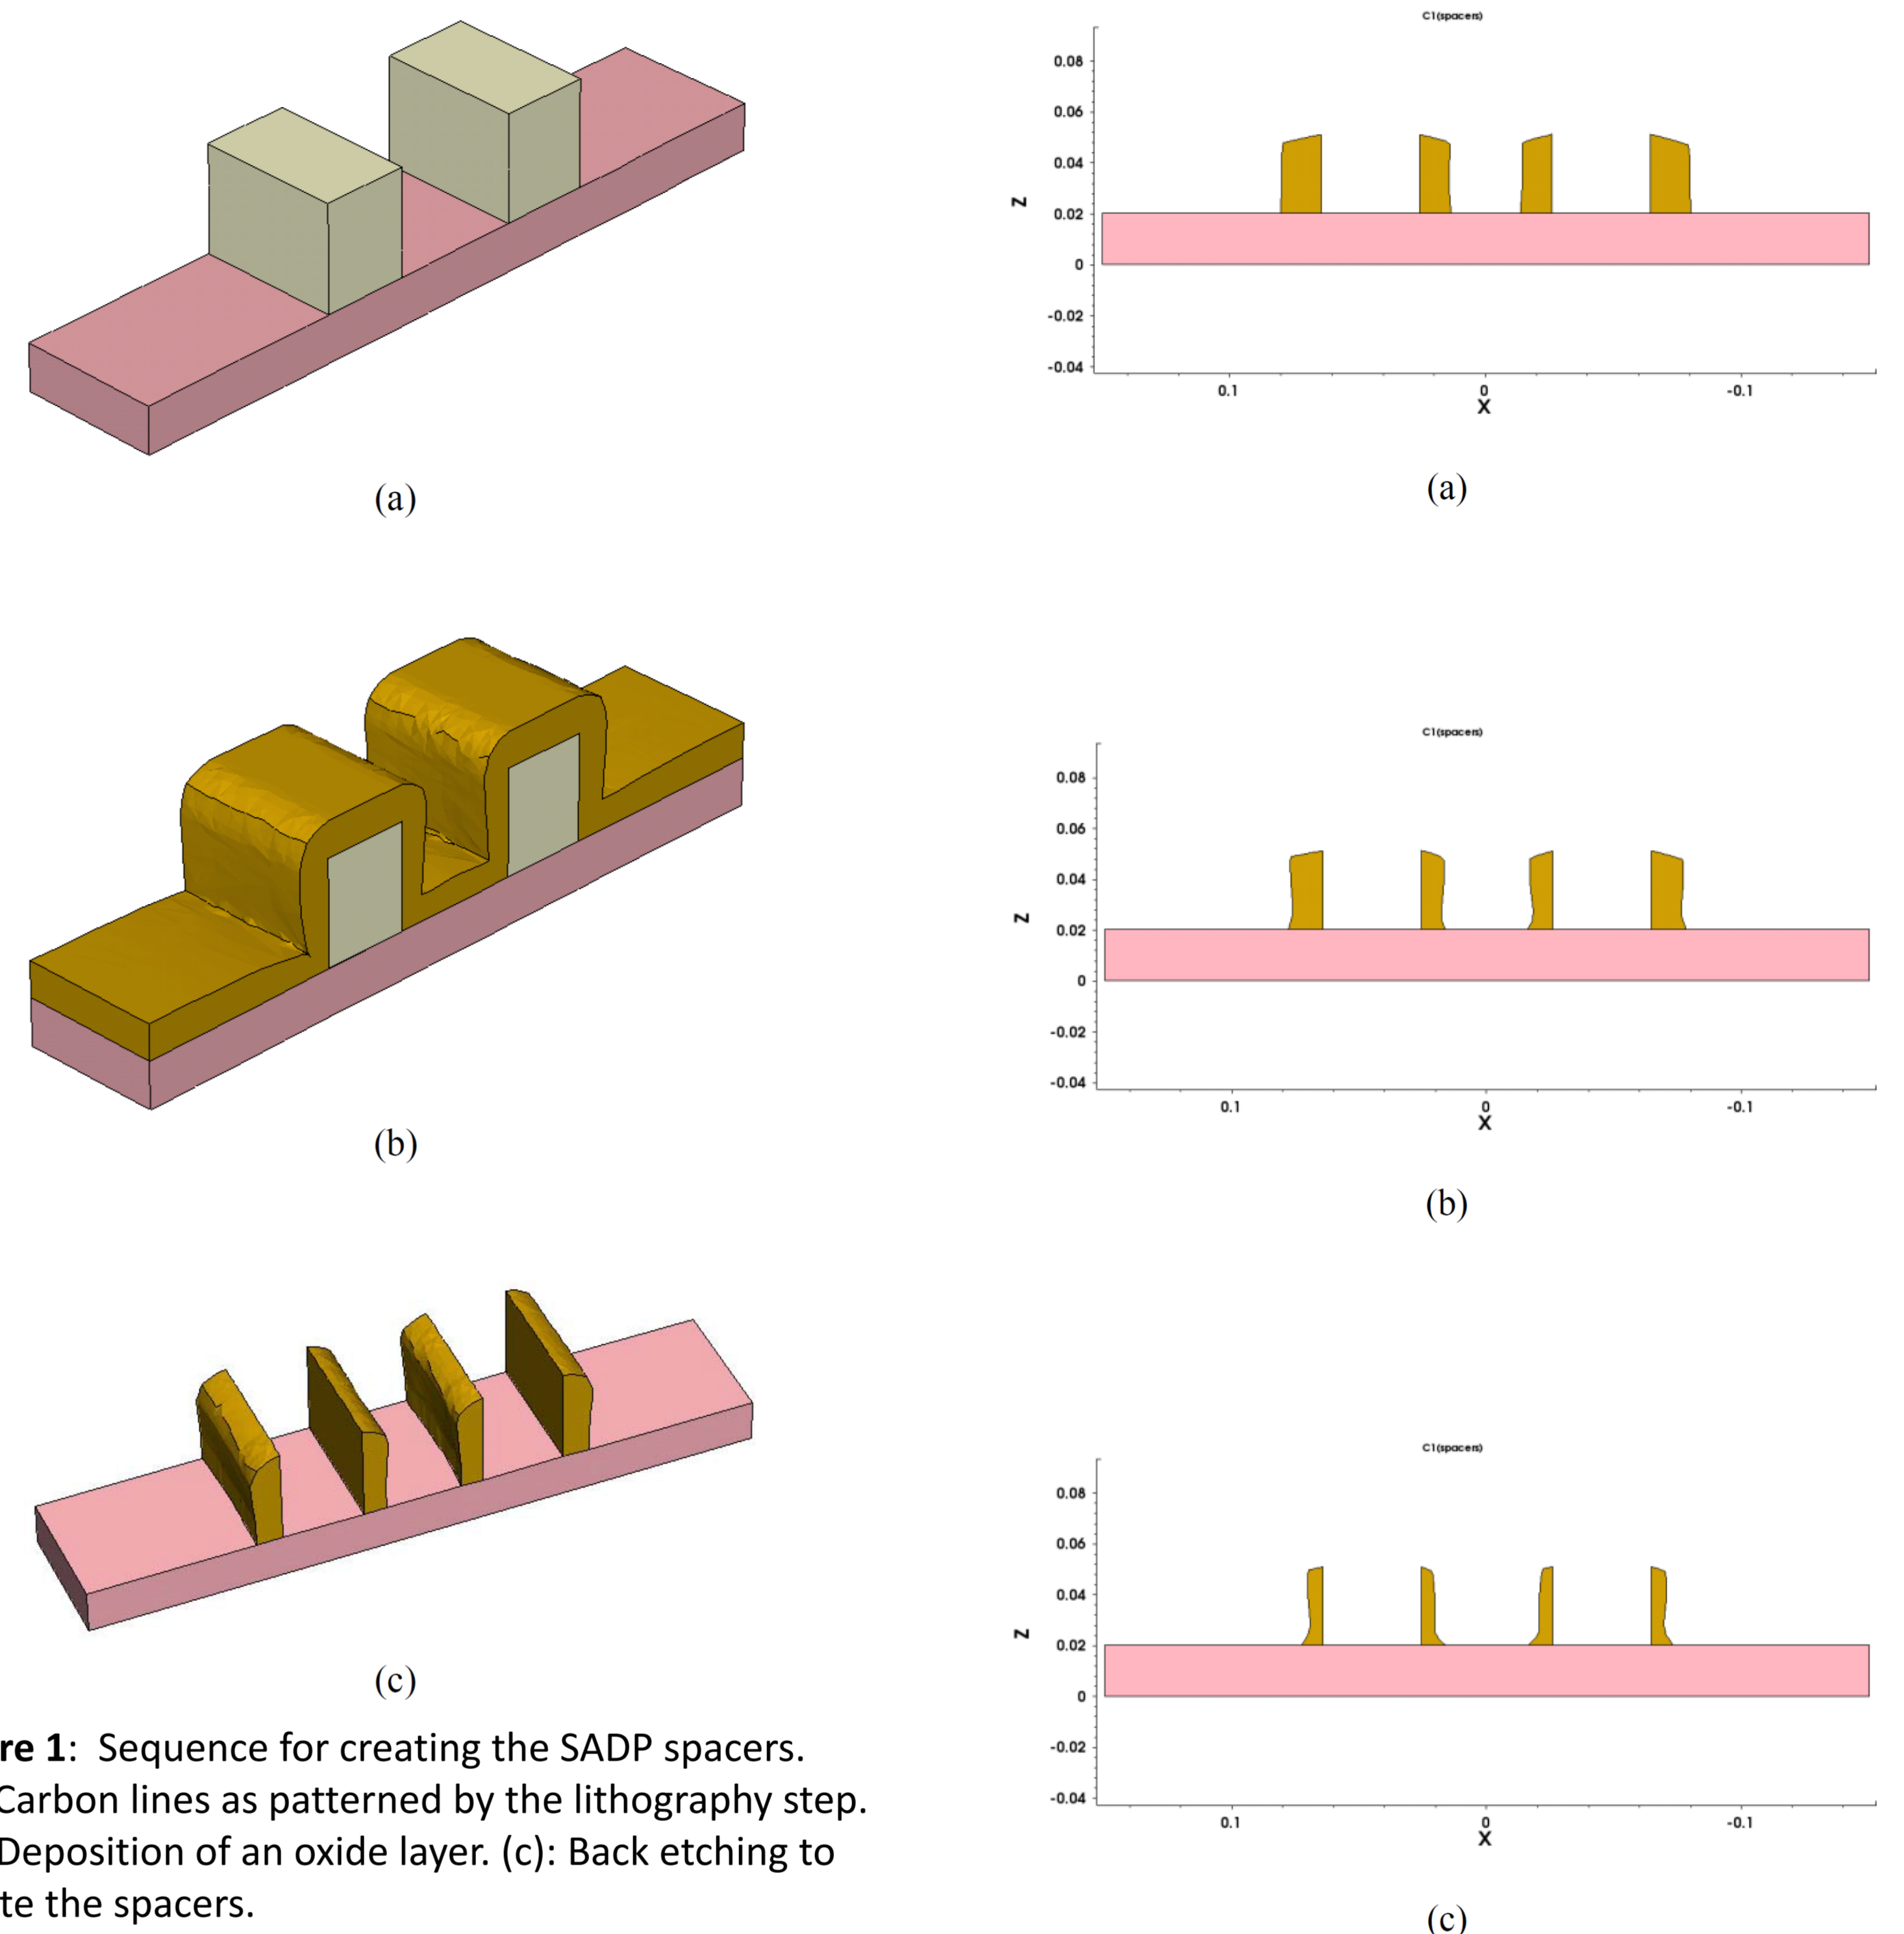 (a)
(b)
(c)
re 1: Sequence for creating the SADP spacers.
Carbon lines as patterned by the lithography step.
Deposition of an oxide layer. (c): Back etching to
te the spacers.
C1(spacers)
0.08
0.06
0.04
0.02
0
-0.02
-0.04
Z
0.1 0 -0.1
X
(a)
C1(spacers)
0.08
0.06
0.04
0.02
0
-0.02
-0.04
Z
0.1 0 -0.1
X
(b)
C1(spacers)
0.08
0.06
0.04
0.02
0
-0.02
-0.04
Z
0.1 0 -0.1
X
(c)